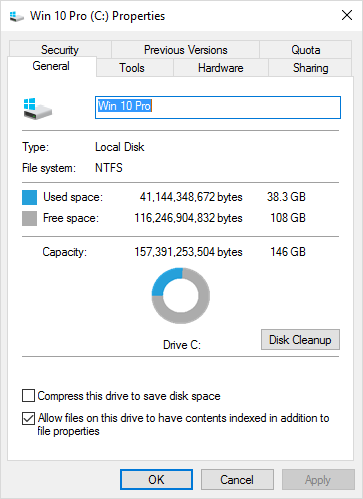 Win 10 Pro (C:) Properties
Security Previous Versions Quota
General Tools Hardware Sharing
Win 10 Pro
Type: Local Disk
File system: NTFS
Used space: 41,144,348,672 bytes 38.3 GB
Free space: 116,246,904,832 bytes 108 GB
Capacity: 157,391,253,504 bytes 146 GB
Drive C: Disk Cleanup
Compress this drive to save disk space
Allow files on this drive to have contents indexed in addition to
file properties
OK Cancel Apply